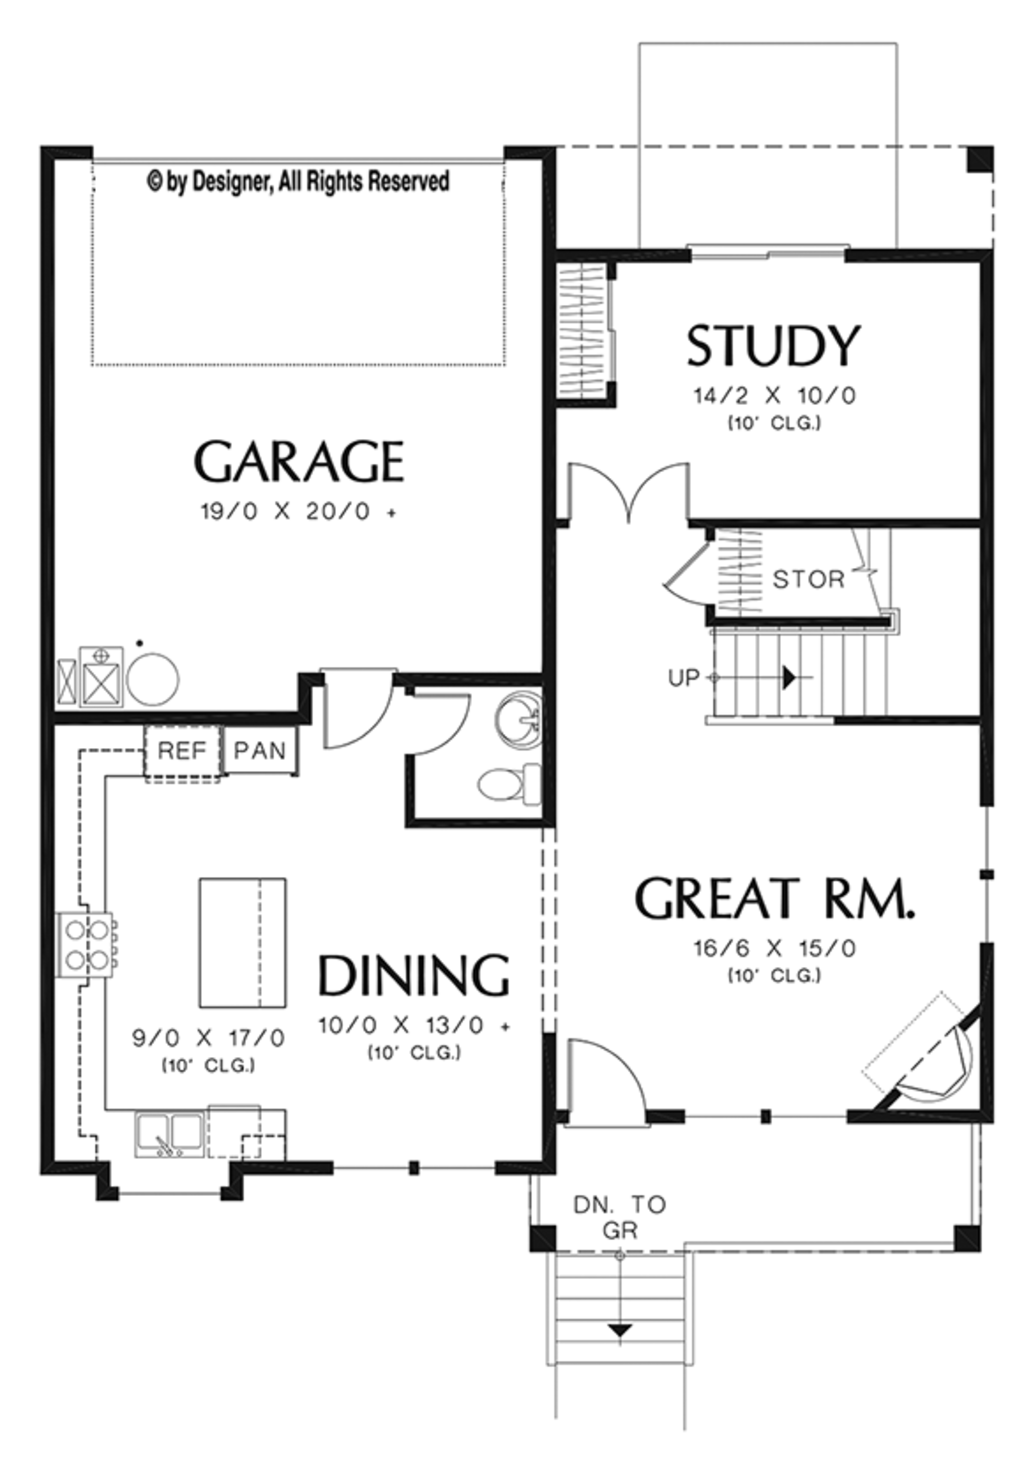 © by Designer, All Rights Reserved
STUDY
14/2 X 10/0
(10' CLG.)
GARAGE
19/0 X 20/0 +
STOR
UP
REF
PAN
GREAT RM.
16/6 X 15/0
(10' CLG.)
DINING
10/0 X 13/0 +
(10' CLG.)
9/0 X 17/0
(10' CLG.)
DN. TO
GR